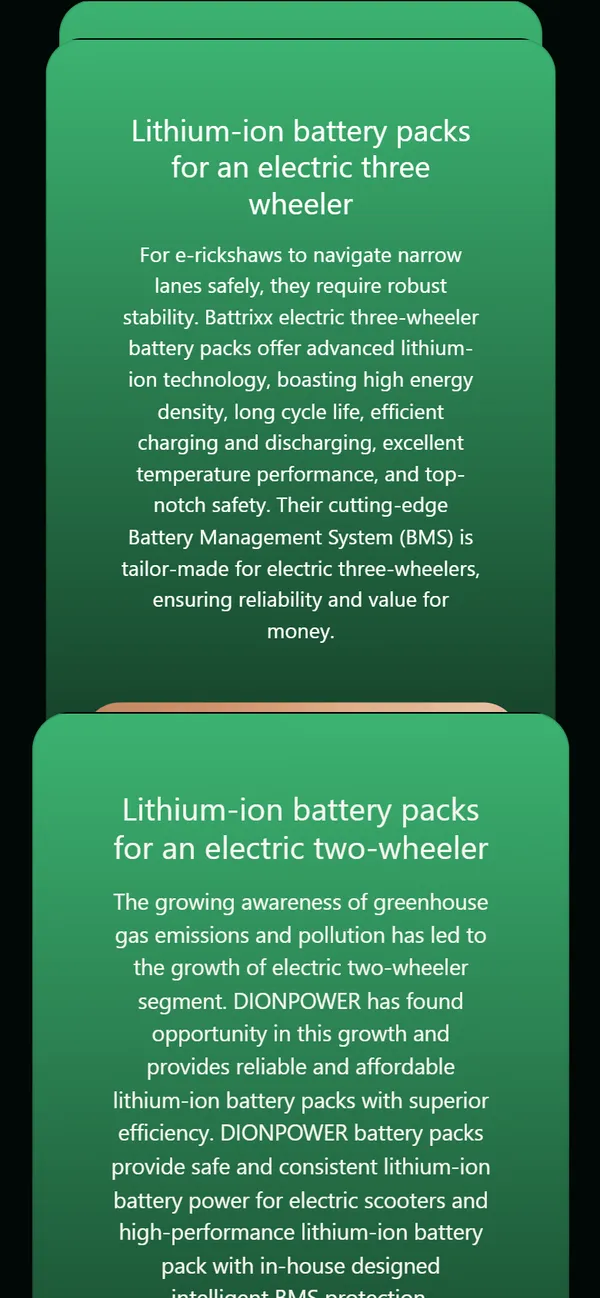 Lithium-ion battery packs
for an electric three
wheeler
For e-rickshaws to navigate narrow
lanes safely, they require robust
stability. Battrixx electric three-wheeler
battery packs offer advanced lithium-
ion technology, boasting high energy
density, long cycle life, efficient
charging and discharging, excellent
temperature performance, and top-
notch safety. Their cutting-edge
Battery Management System (BMS) is
tailor-made for electric three-wheelers,
ensuring reliability and value for
money.
Lithium-ion battery packs
for an electric two-wheeler
The growing awareness of greenhouse
gas emissions and pollution has led to
the growth of electric two-wheeler
segment. DIONPOWER has found
opportunity in this growth and
provides reliable and affordable
lithium-ion battery packs with superior
efficiency. DIONPOWER battery packs
provide safe and consistent lithium-ion
battery power for electric scooters and
high-performance lithium-ion battery
pack with in-house designed
intelligent BMS protection